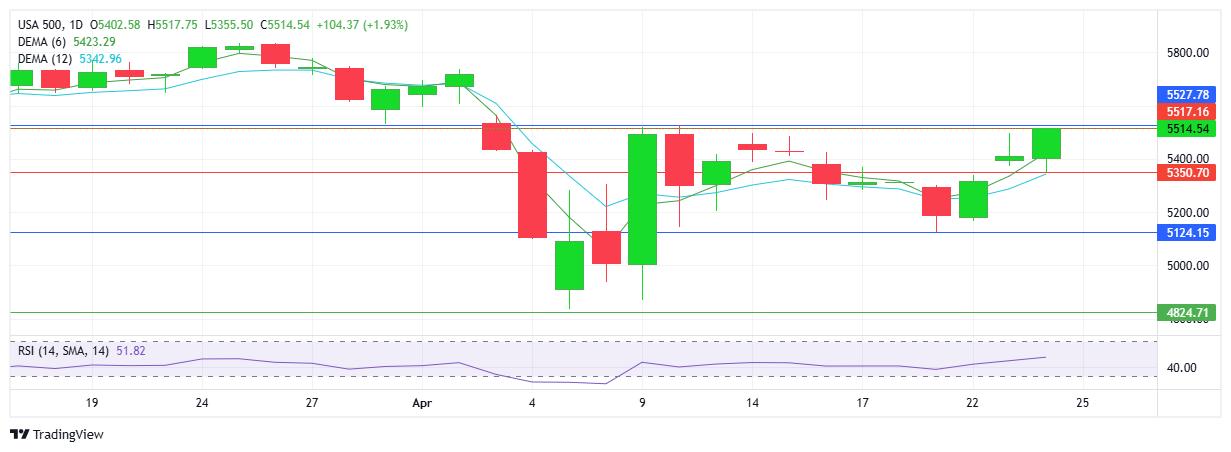 USA 500, 1D O5402.58 H5517.75 L5355.50 C5514.54 +104.37 (+1.93%)
DEMA (6) 5423.29
DEMA (12) 5342.96
5800.00
5527.78
5517.16
5514.54
5400.00
5350.70
5200.00
5124.15
5000.00
4824.71
RSI (14, SMA, 14) 51.82
40.00
19 24 27 Apr 4 9 14 17 22 25
TradingView